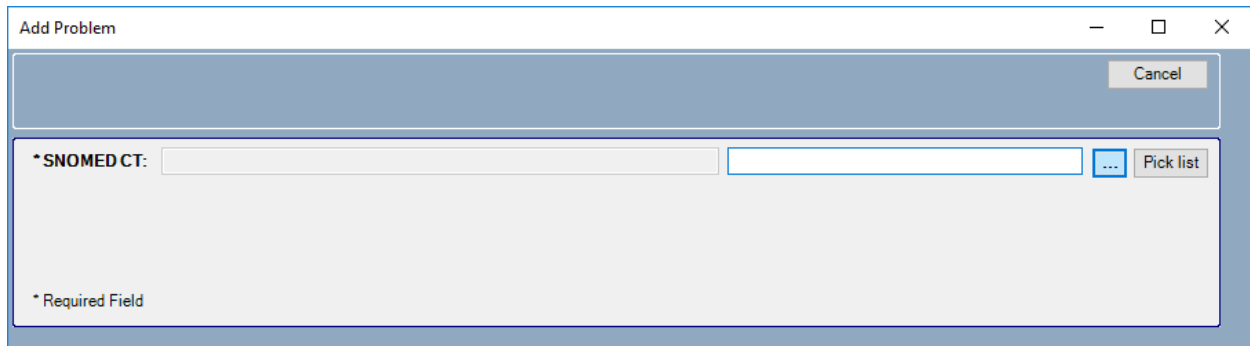 Add Problem
Cancel
* SNOMED CT:
... Pick list
* Required Field